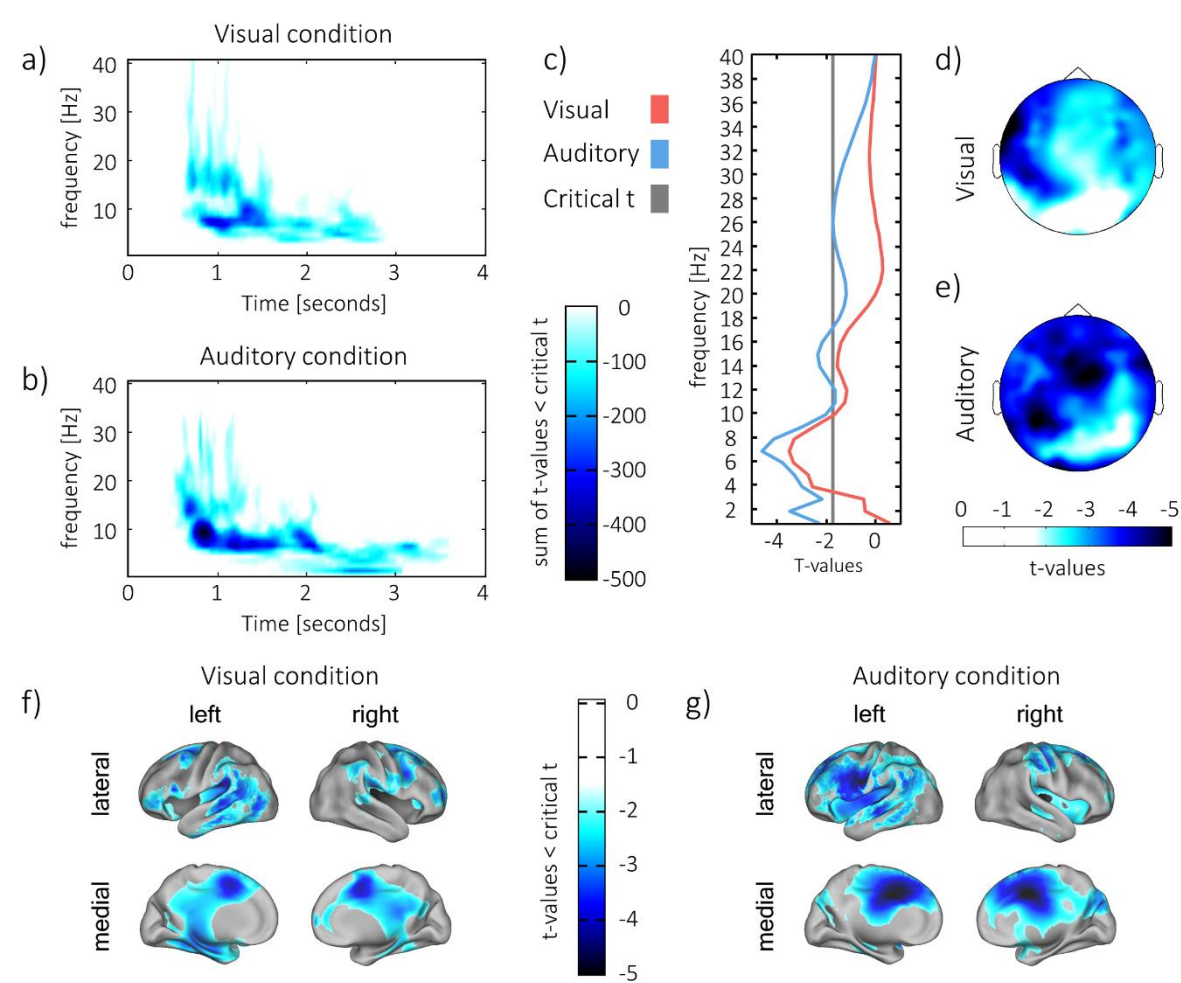 Visual condition
a)
frequency [Hz]
40
30
20
10
0
1
2
3
4
Time [seconds]
Auditory condition
b)
frequency [Hz]
40
30
20
10
0
1
2
3
4
Time [seconds]
c)
Visual
Auditory
Critical t
sum of t-values < critical t
0
-100
-200
-300
-400
-500
frequency [Hz]
40
38
36
34
32
30
28
26
24
22
20
18
16
14
12
10
8
6
4
2
-4
-2
0
T-values
d)
Visual
e)
Auditory
0 -1 -2 -3 -4 -5
t-values
Visual condition
f)
left
right
lateral
medial
t-values < critical t
0
-1
-2
-3
-4
-5
Auditory condition
g)
left
right
lateral
medial